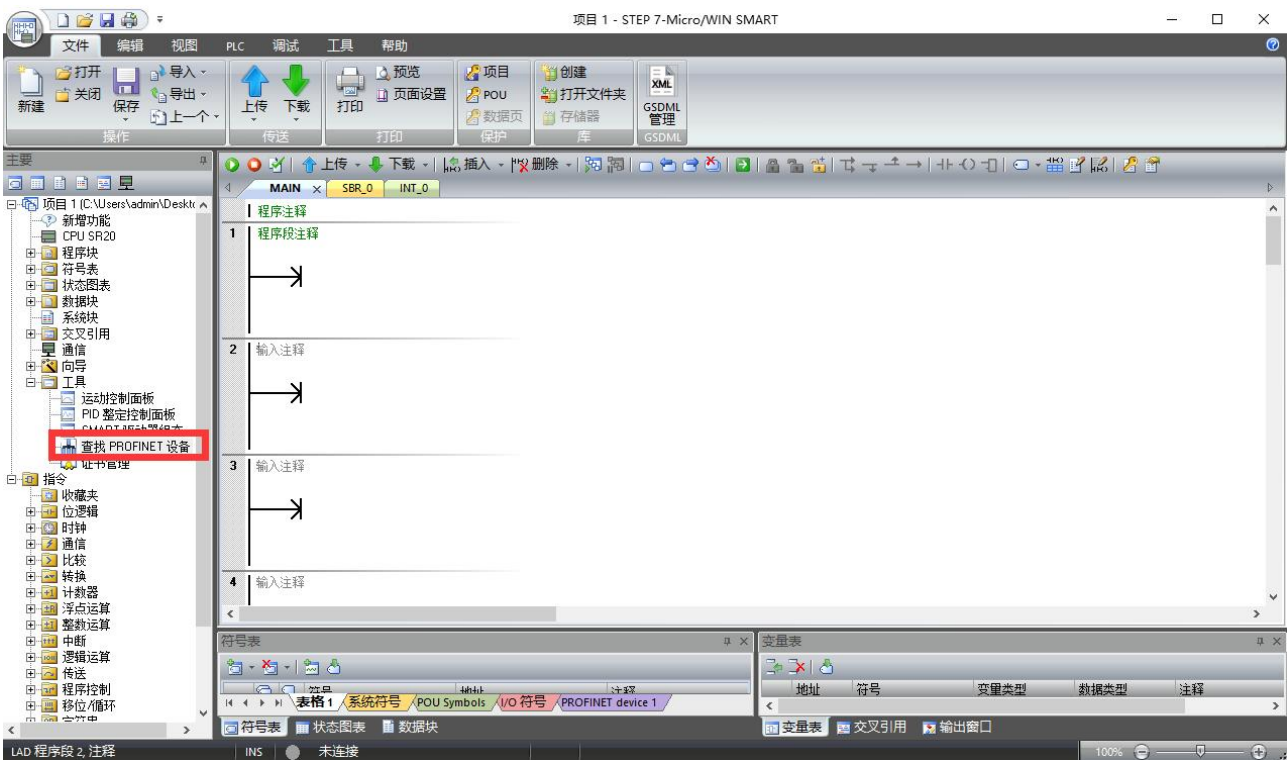 项目 1 - STEP 7-Micro/WIN SMART
文件 编辑 视图 PLC 调试 工具 帮助
新建 打开 关闭 保存 导入 导出 上一个
上传 下载
打印 预览 页面设置
项目 POU 数据页
创建 打开文件夹 存储器
XML GSDML 管理
操作 传送 打印 保护 库 GSDML
主要
上传 下载 插入 删除
MAIN SBR_0 INT_0
项目 1 (C:\Users\admin\Deskt
新增功能
CPU SR20
程序块
符号表
状态图表
数据块
系统块
交叉引用
通信
向导
工具
运动控制面板
PID 整定控制面板
查找 PROFINET 设备
证书管理
指令
收藏夹
位逻辑
时钟
通信
比较
转换
计数器
浮点运算
整数运算
中断
逻辑运算
传送
程序控制
移位/循环
程序注释
1 程序段注释
2 输入注释
3 输入注释
4 输入注释
符号表
符号 地址 注释
表格 1 系统符号 POU Symbols I/O 符号 PROFINET device 1
符号表 状态图表 数据块
变量表
地址 符号 变量类型 数据类型 注释
变量表 交叉引用 输出窗口
LAD 程序段 2, 注释 INS 未连接 100%